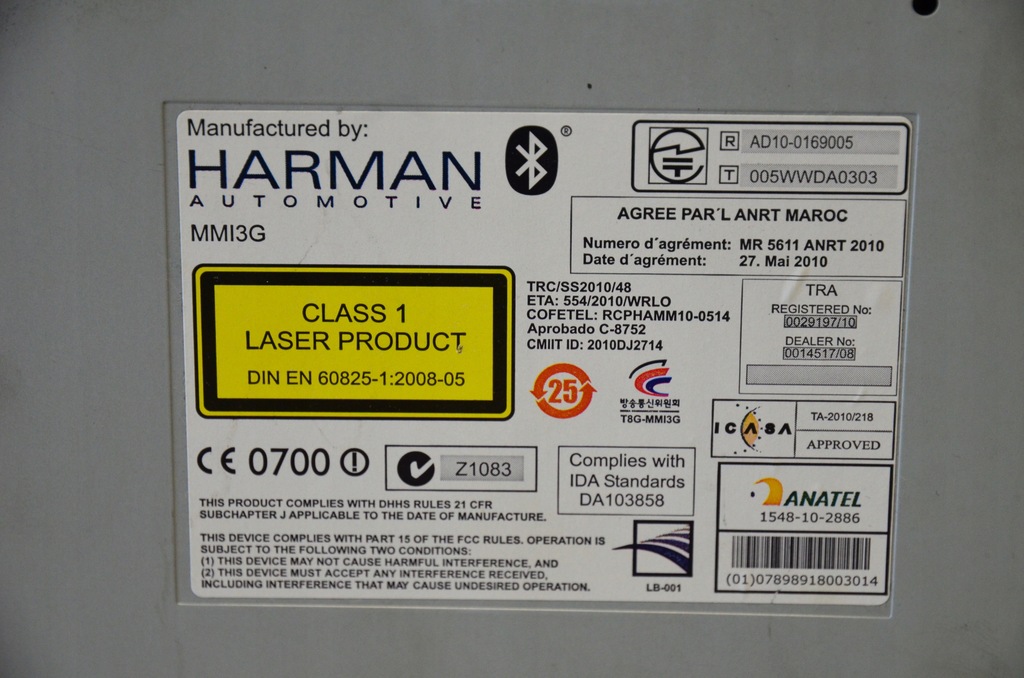 Manufactured by:
HARMAN
AUTOMOTIVE
MMI3G
®
R AD10-0169005
T 005WWDA0303
AGREE PAR´L ANRT MAROC
Numero d´agrément: MR 5611 ANRT 2010
Date d´agrément: 27. Mai 2010
CLASS 1
LASER PRODUCT
DIN EN 60825-1:2008-05
TRC/SS2010/48
ETA: 554/2010/WRLO
COFETEL: RCPHAMM10-0514
Aprobado C-8752
CMIIT ID: 2010DJ2714
TRA
REGISTERED No:
0029197/10
DEALER No:
0014517/08
25
방송통신위원회
T8G-MMI3G
ICASA
TA-2010/218
APPROVED
CE 0700
Z1083
Complies with
IDA Standards
DA103858
ANATEL
1548-10-2886
(01)07898918003014
THIS PRODUCT COMPLIES WITH DHHS RULES 21 CFR
SUBCHAPTER J APPLICABLE TO THE DATE OF MANUFACTURE.
THIS DEVICE COMPLIES WITH PART 15 OF THE FCC RULES. OPERATION IS
SUBJECT TO THE FOLLOWING TWO CONDITIONS:
(1) THIS DEVICE MAY NOT CAUSE HARMFUL INTERFERENCE, AND
(2) THIS DEVICE MUST ACCEPT ANY INTERFERENCE RECEIVED,
INCLUDING INTERFERENCE THAT MAY CAUSE UNDESIRED OPERATION.
LB-001